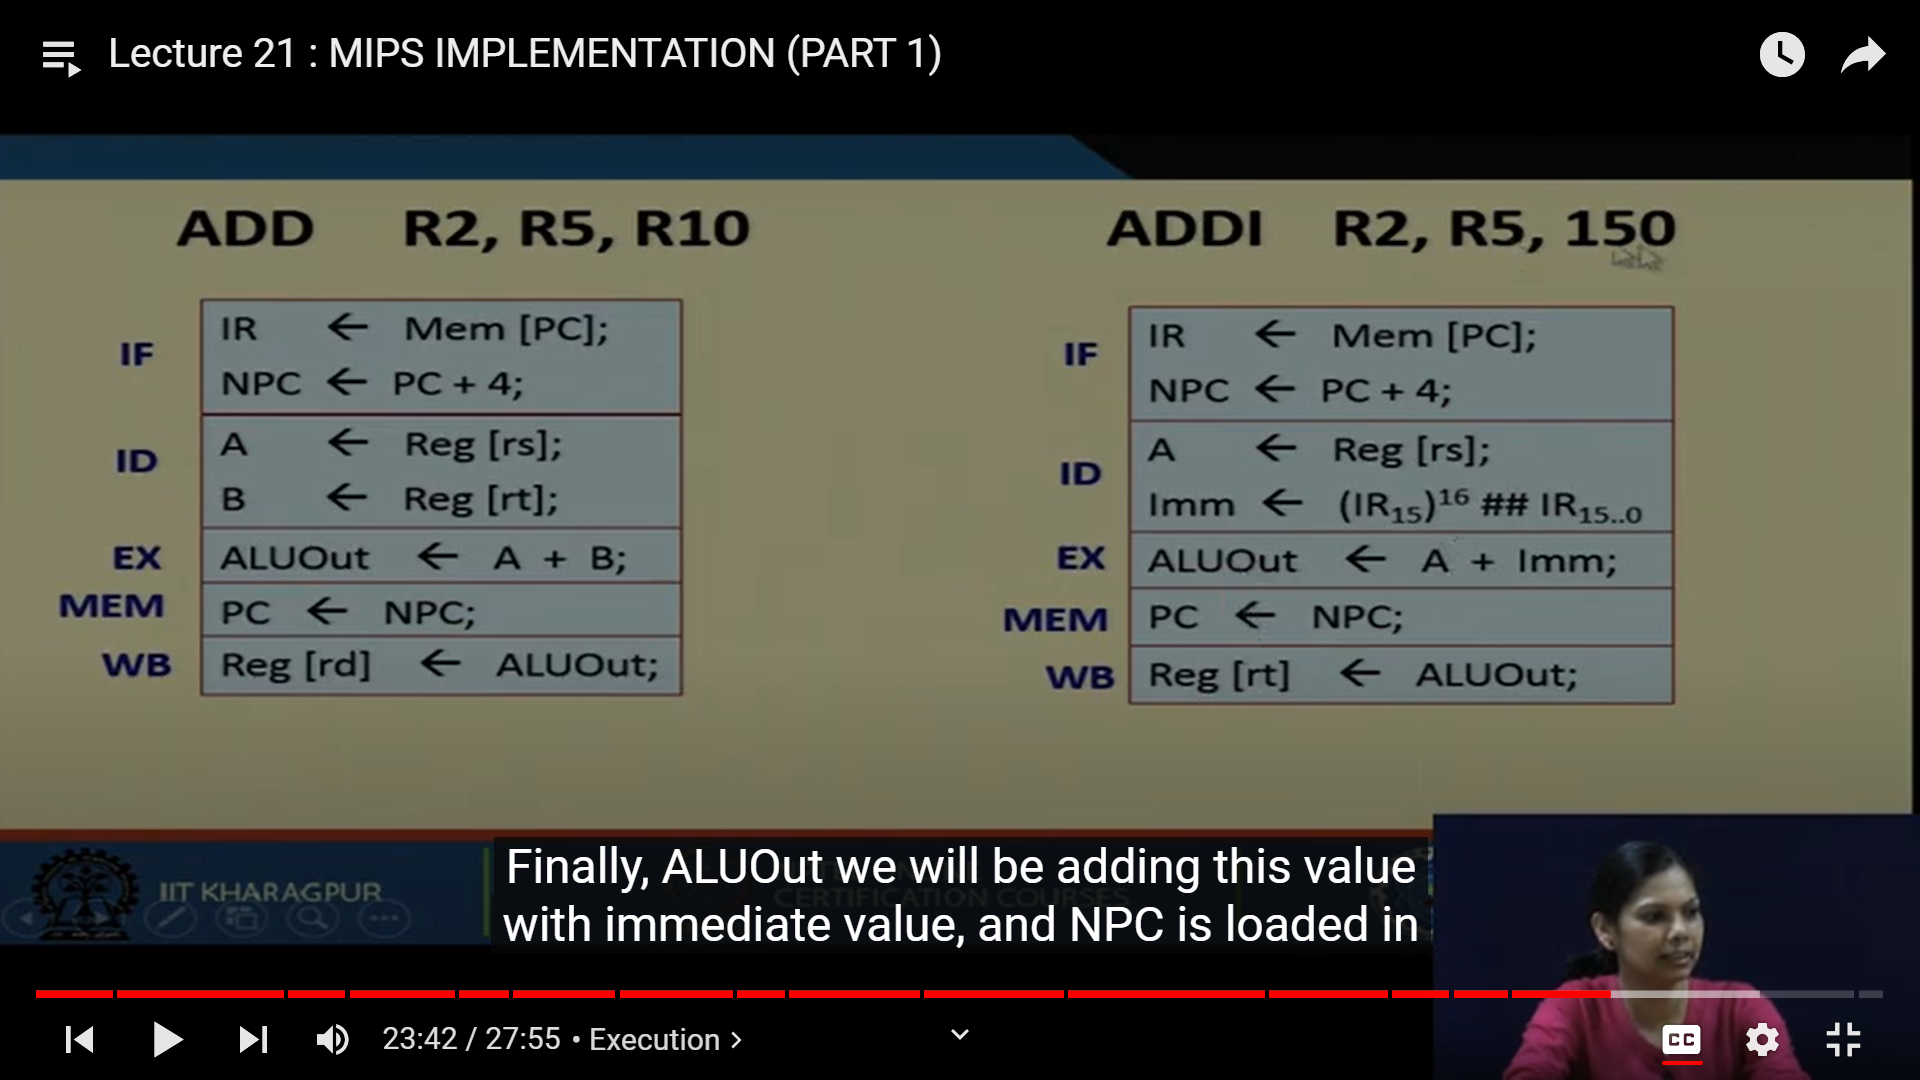 Lecture 21 : MIPS IMPLEMENTATION (PART 1)
ADD R2, R5, R10
IF
IR ← Mem [PC];
NPC ← PC + 4;
ID
A ← Reg [rs];
B ← Reg [rt];
EX
ALUOut ← A + B;
MEM
PC ← NPC;
WB
Reg [rd] ← ALUOut;
ADDI R2, R5, 150
IF
IR ← Mem [PC];
NPC ← PC + 4;
ID
A ← Reg [rs];
Imm ← (IR₁₅)¹⁶ ## IR₁₅..₀
EX
ALUOut ← A + Imm;
MEM
PC ← NPC;
WB
Reg [rt] ← ALUOut;
IIT KHARAGPUR
CERTIFICATION COURSES
Finally, ALUOut we will be adding this value
with immediate value, and NPC is loaded in
23:42 / 27:55 • Execution >
CC